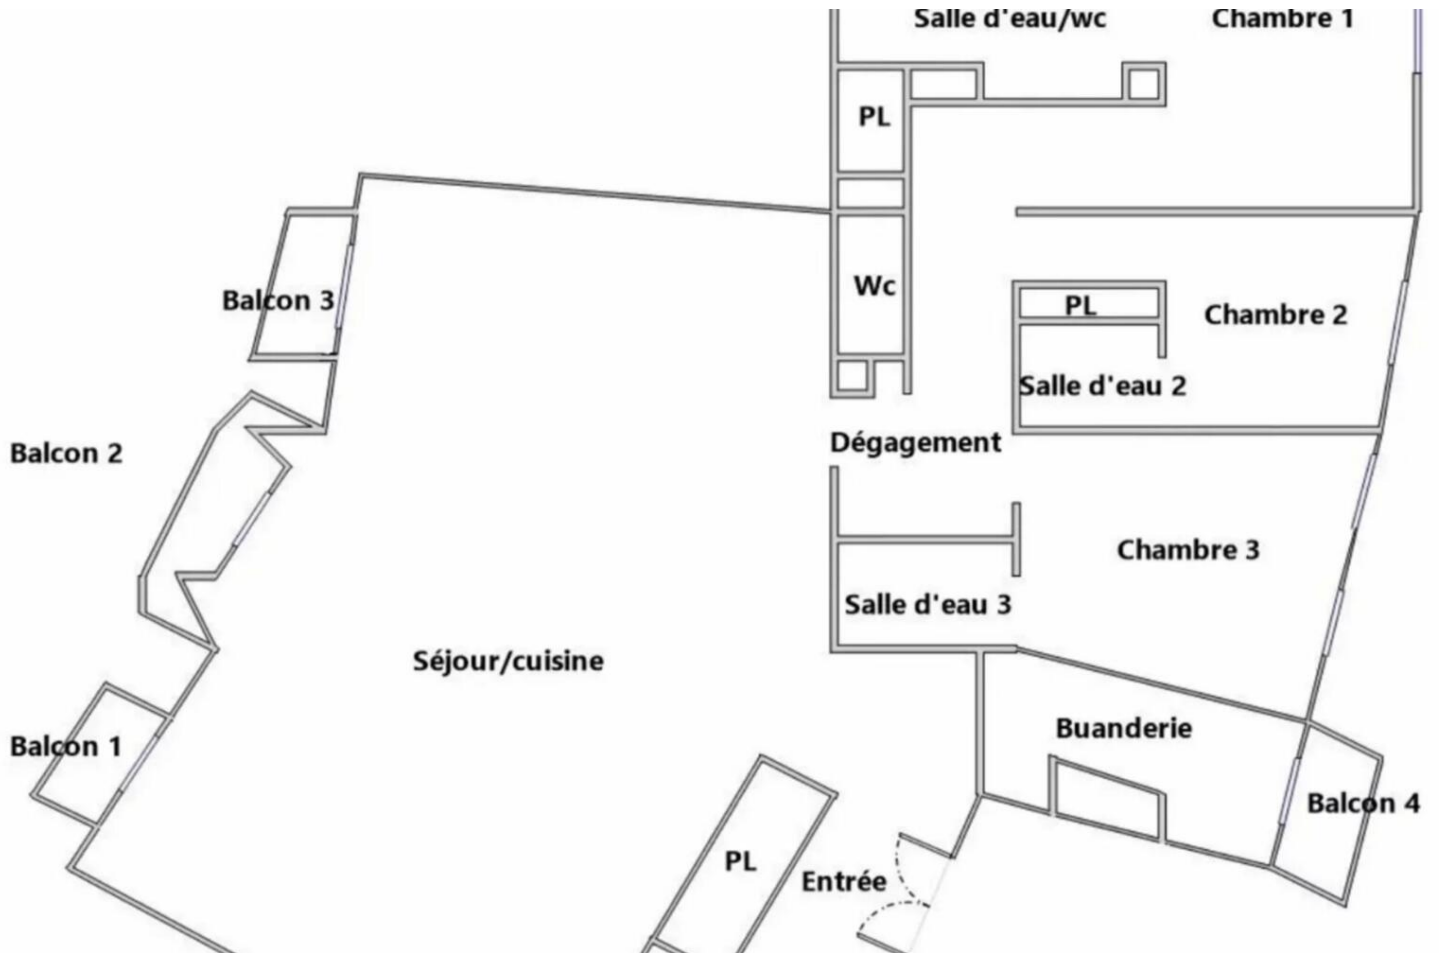 Salle d'eau/wc
Chambre 1
PL
Wc
Balcon 3
PL
Chambre 2
Salle d'eau 2
Balcon 2
Dégagement
Chambre 3
Salle d'eau 3
Séjour/cuisine
Buanderie
Balcon 1
Balcon 4
PL
Entrée